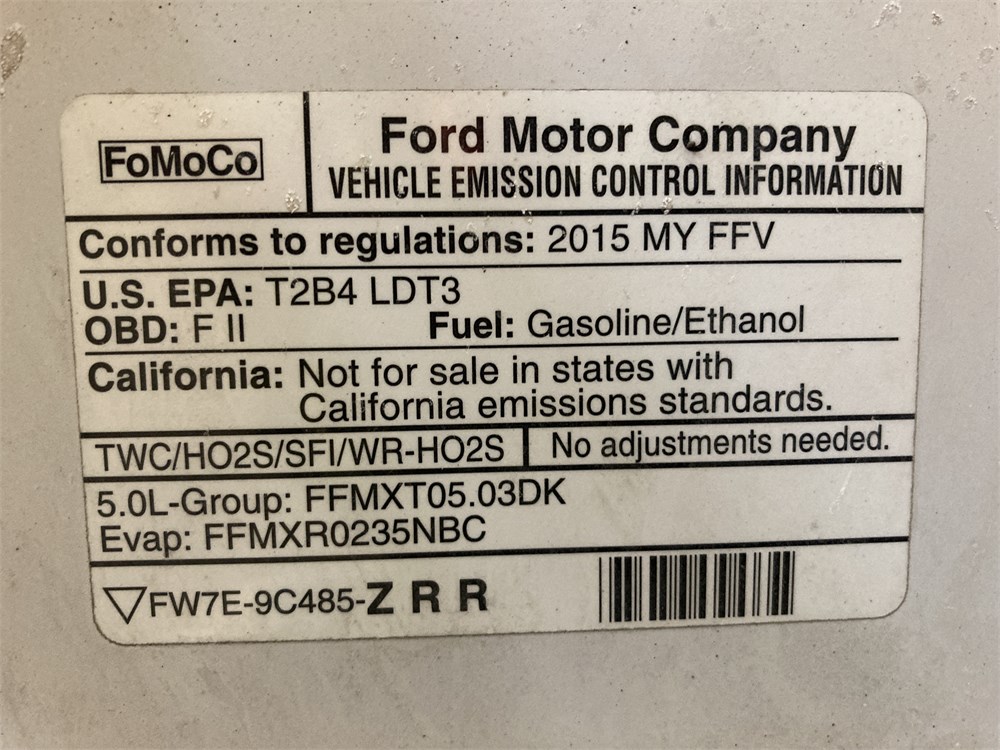 FoMoCo
Ford Motor Company
VEHICLE EMISSION CONTROL INFORMATION
Conforms to regulations: 2015 MY FFV
U.S. EPA: T2B4 LDT3
OBD: F II Fuel: Gasoline/Ethanol
California: Not for sale in states with
California emissions standards.
TWC/HO2S/SFI/WR-HO2S No adjustments needed.
5.0L-Group: FFMXT05.03DK
Evap: FFMXR0235NBC
FW7E-9C485-Z R R